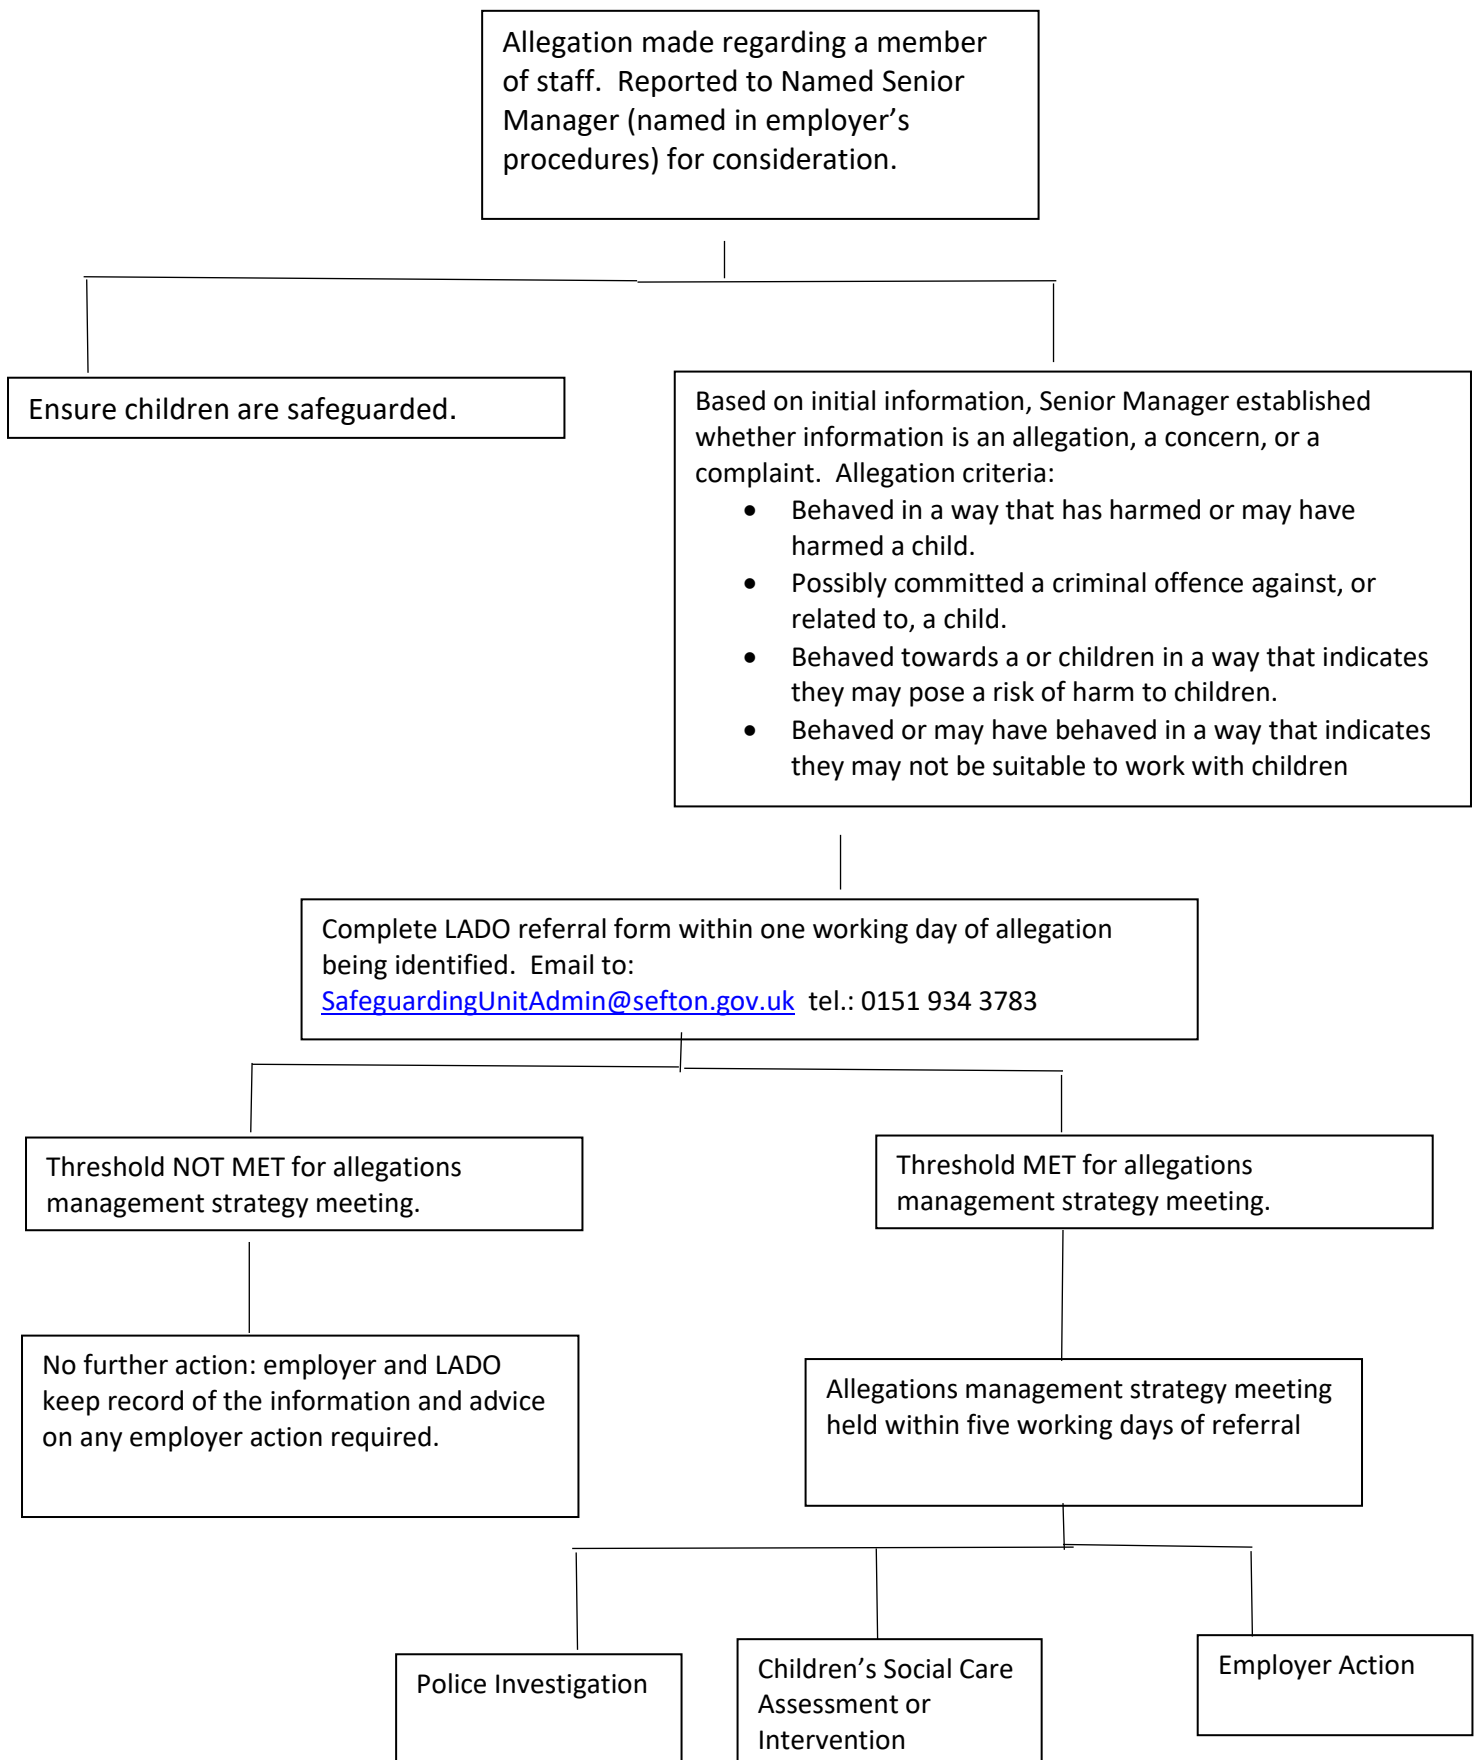 Allegation made regarding a member
of staff.  Reported to Named Senior
Manager (named in employer’s
procedures) for consideration.
Ensure children are safeguarded.
Based on initial information, Senior Manager established
whether information is an allegation, a concern, or a
complaint.  Allegation criteria:
• Behaved in a way that has harmed or may have
harmed a child.
• Possibly committed a criminal offence against, or
related to, a child.
• Behaved towards a or children in a way that indicates
they may pose a risk of harm to children.
• Behaved or may have behaved in a way that indicates
they may not be suitable to work with children
Complete LADO referral form within one working day of allegation
being identified.  Email to:
SafeguardingUnitAdmin@sefton.gov.uk  tel.: 0151 934 3783
Threshold NOT MET for allegations
management strategy meeting.
Threshold MET for allegations
management strategy meeting.
No further action: employer and LADO
keep record of the information and advice
on any employer action required.
Allegations management strategy meeting
held within five working days of referral
Police Investigation
Children’s Social Care
Assessment or
Intervention
Employer Action